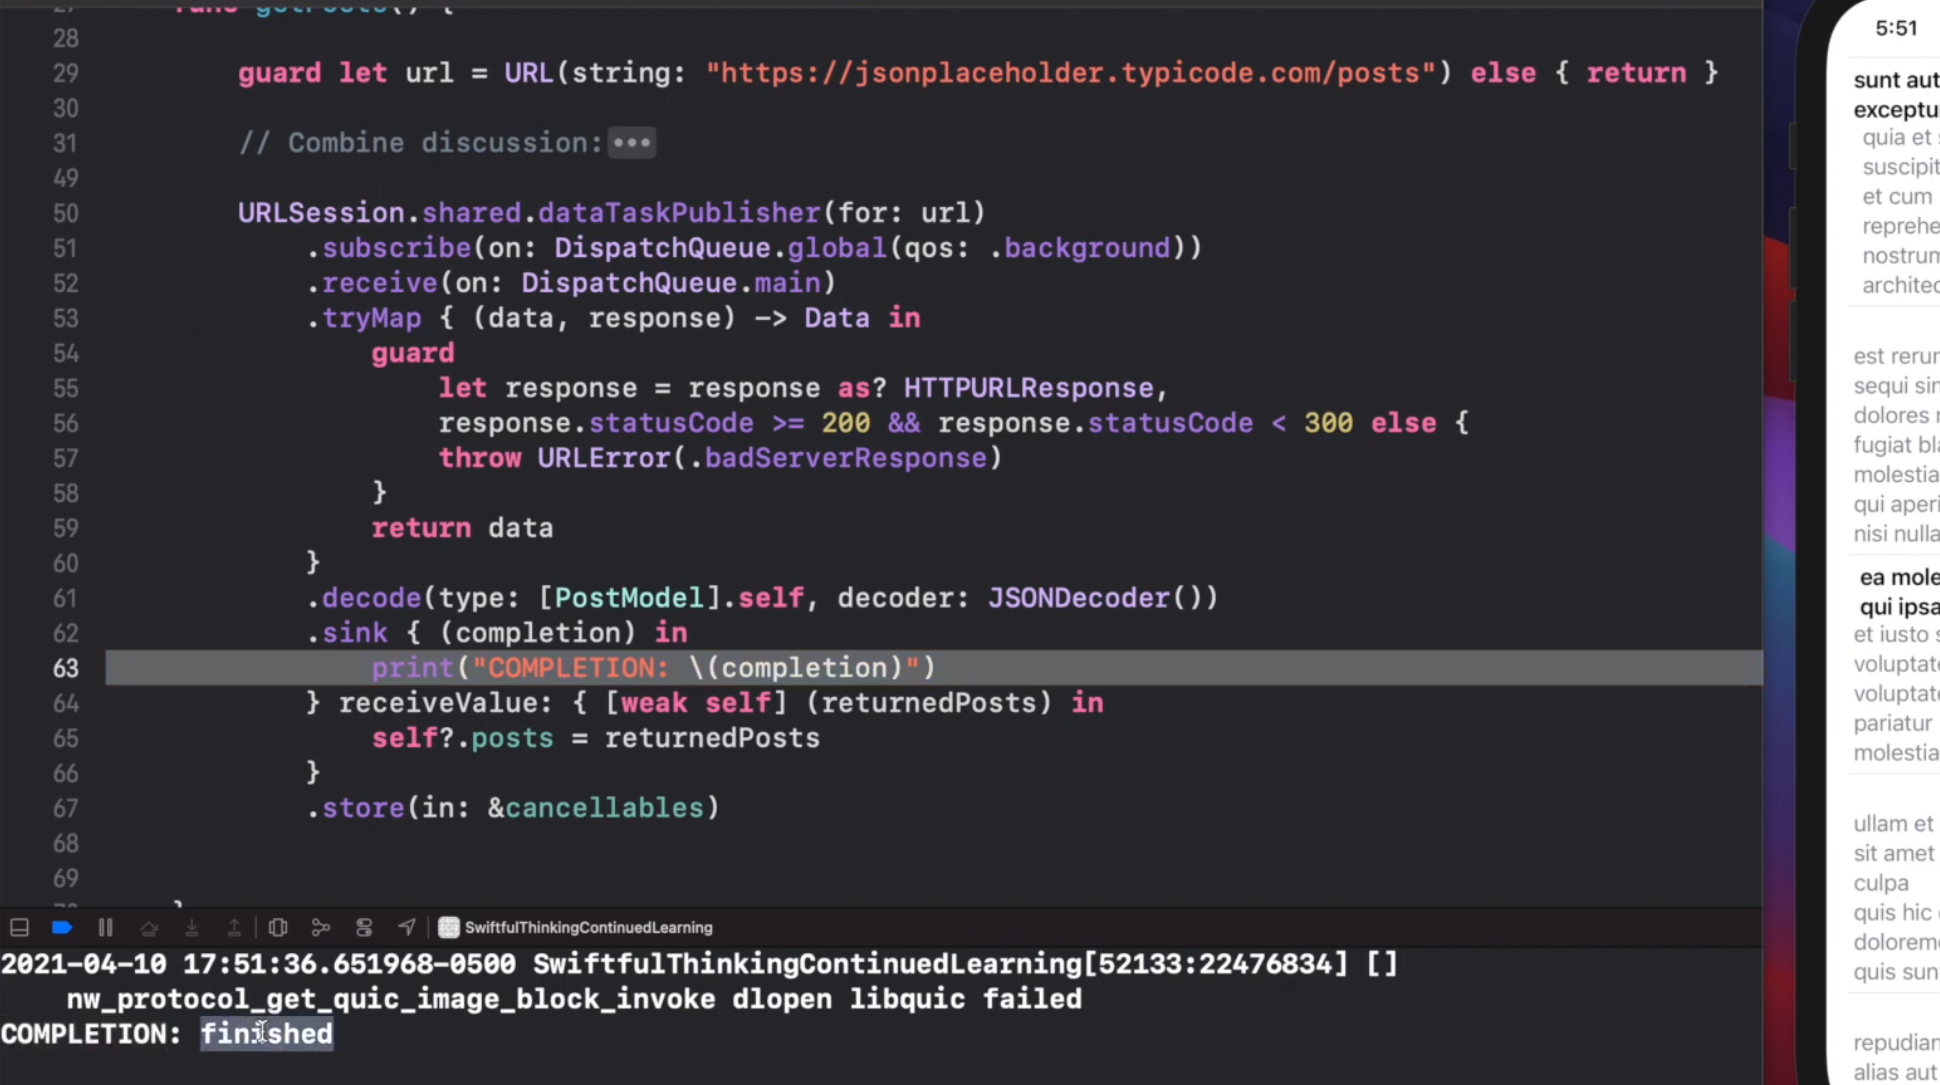 27 func getPosts() {
28
29 guard let url = URL(string: "https://jsonplaceholder.typicode.com/posts") else { return }
30
31 // Combine discussion:•••
49
50 URLSession.shared.dataTaskPublisher(for: url)
51 .subscribe(on: DispatchQueue.global(qos: .background))
52 .receive(on: DispatchQueue.main)
53 .tryMap { (data, response) -> Data in
54 guard
55 let response = response as? HTTPURLResponse,
56 response.statusCode >= 200 && response.statusCode < 300 else {
57 throw URLError(.badServerResponse)
58 }
59 return data
60 }
61 .decode(type: [PostModel].self, decoder: JSONDecoder())
62 .sink { (completion) in
63 print("COMPLETION: \(completion)")
64 } receiveValue: { [weak self] (returnedPosts) in
65 self?.posts = returnedPosts
66 }
67 .store(in: &cancellables)
68
69
}
SwiftfulThinkingContinuedLearning
2021-04-10 17:51:36.651968-0500 SwiftfulThinkingContinuedLearning[52133:22476834] []
nw_protocol_get_quic_image_block_invoke dlopen libquic failed
COMPLETION: finished
5:51
sunt aut
exceptu
quia et
suscipit
et cum
reprehe
nostrum
architec
est rerum
sequi sin
dolores
fugiat bla
molestia
qui aperi
nisi nulla
ea mole
qui ipsa
et iusto s
voluptate
voluptate
pariatur
molestia
ullam et
sit amet
culpa
quis hic
dolorem
quis sunt
repudian
alias aut